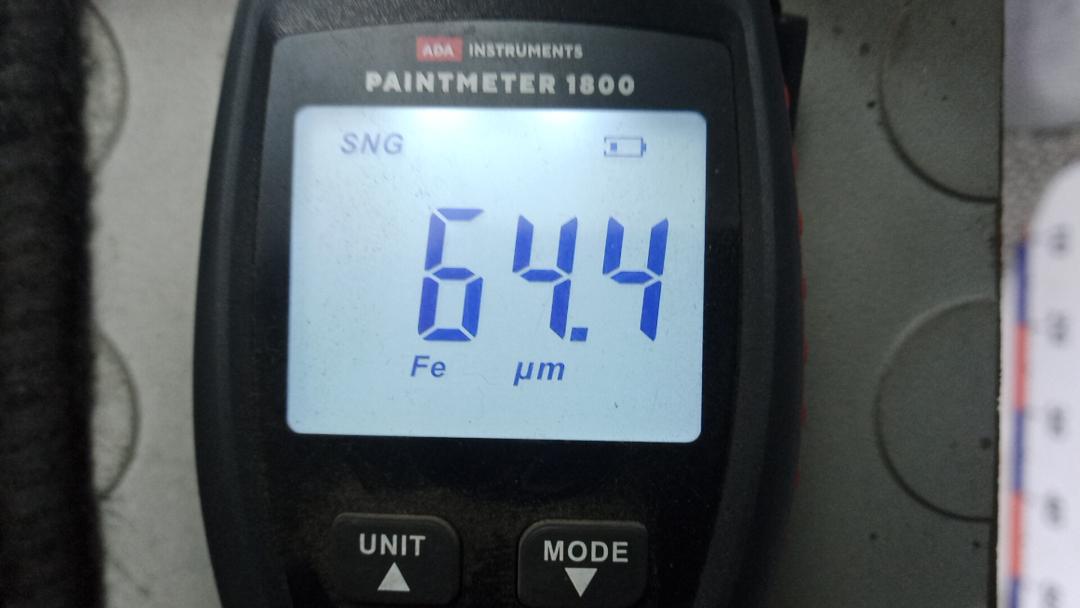 ADA INSTRUMENTS
PAINTMETER 1800
SNG
64.4
Fe µm
UNIT MODE